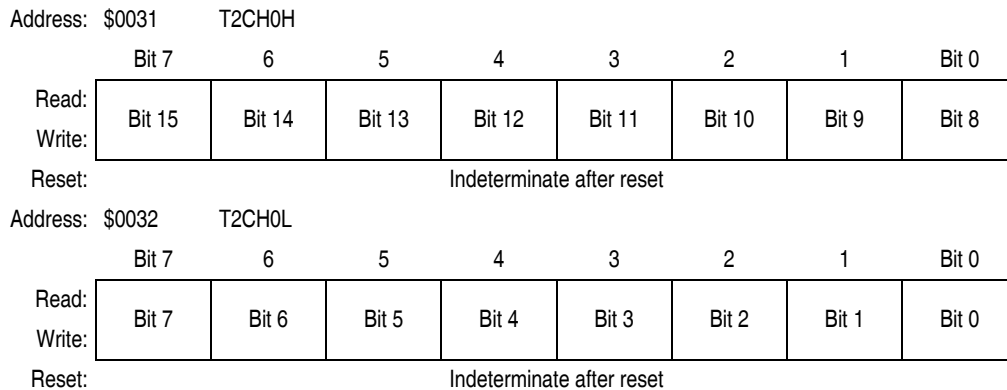 Address: $0031 T2CH0H
Bit 7 6 5 4 3 2 1 Bit 0
Read:
Bit 15 Bit 14 Bit 13 Bit 12 Bit 11 Bit 10 Bit 9 Bit 8
Write:
Reset: Indeterminate after reset
Address: $0032 T2CH0L
Bit 7 6 5 4 3 2 1 Bit 0
Read:
Bit 7 Bit 6 Bit 5 Bit 4 Bit 3 Bit 2 Bit 1 Bit 0
Write:
Reset: Indeterminate after reset